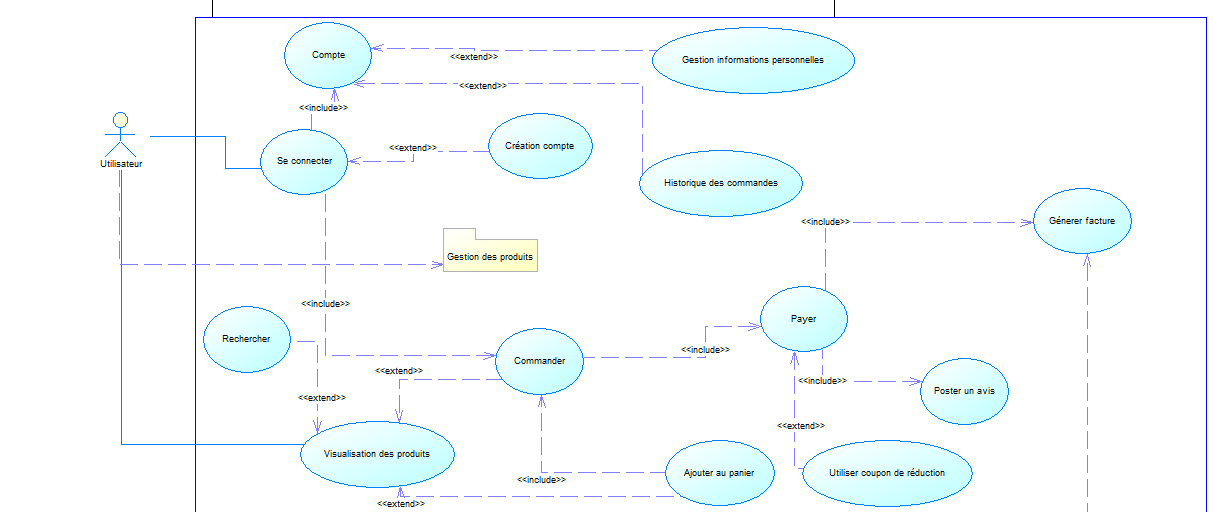 Compte
<<extend>>
Gestion informations personnelles
<<extend>>
<<include>>
Utilisateur
Se connecter
<<extend>>
Création compte
Historique des commandes
<<include>>
Génerer facture
Gestion des produits
<<include>>
Rechercher
Payer
Commander
<<include>>
<<extend>>
<<include>>
Poster un avis
<<extend>>
<<extend>>
Visualisation des produits
Ajouter au panier
Utiliser coupon de réduction
<<include>>
<<extend>>